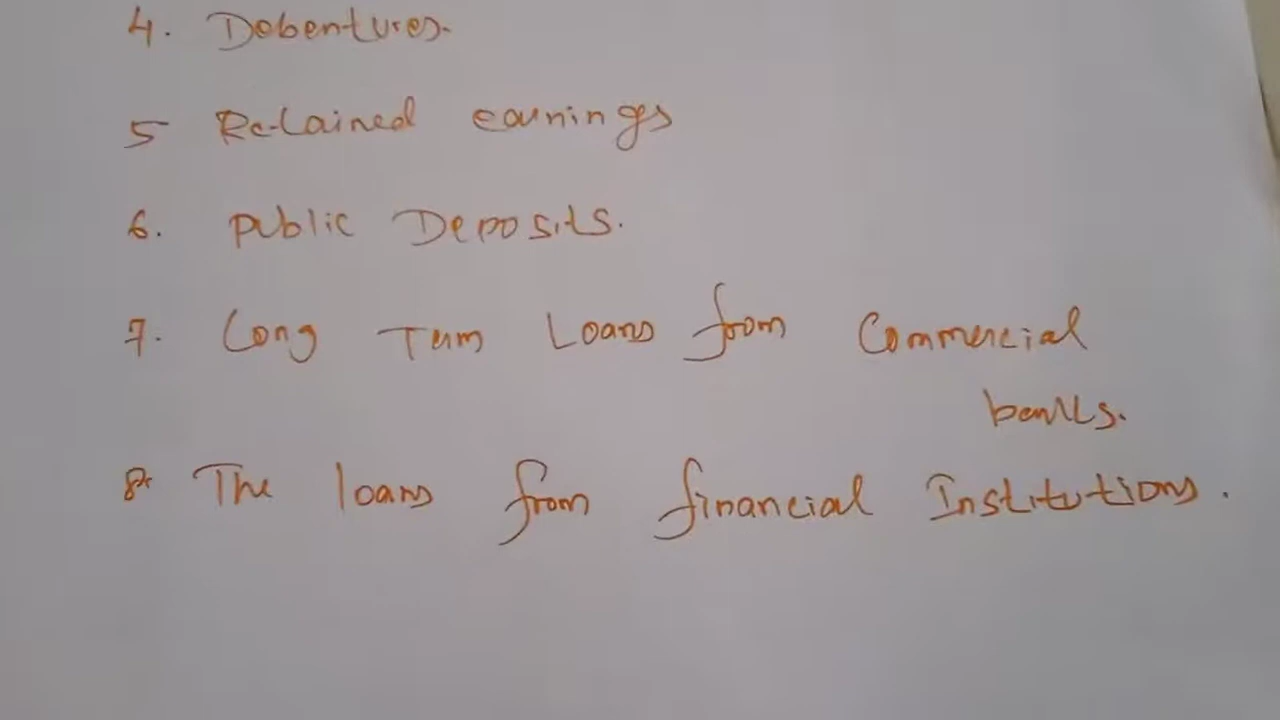 4. Debentures.
5 Retained earnings
6. Public Deposits.
7. Long Term Loans from Commercial
banks.
8. The loans from financial Institutions.